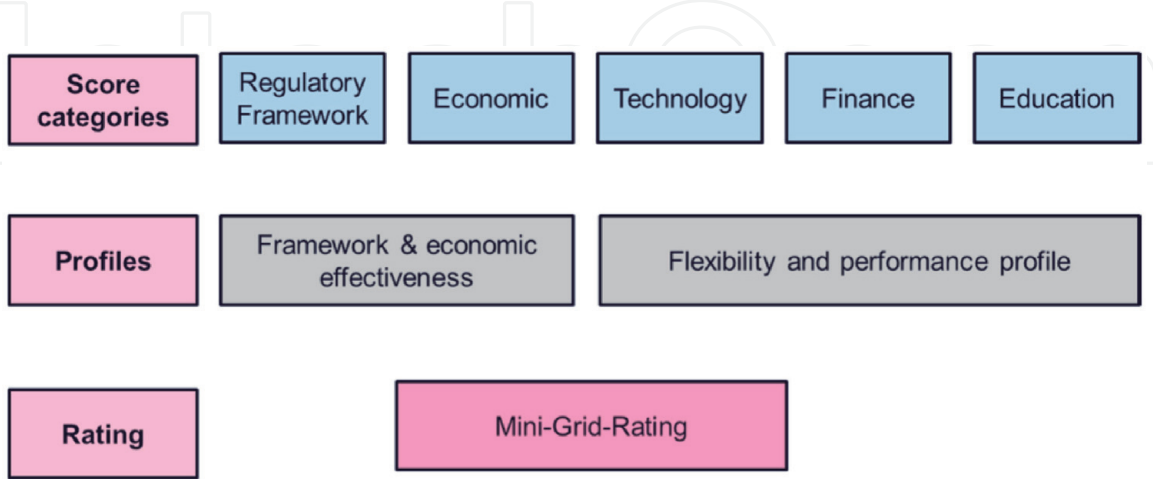 Score
categories
Regulatory
Framework
Economic
Technology
Finance
Education
Profiles
Framework & economic
effectiveness
Flexibility and performance profile
Rating
Mini-Grid-Rating